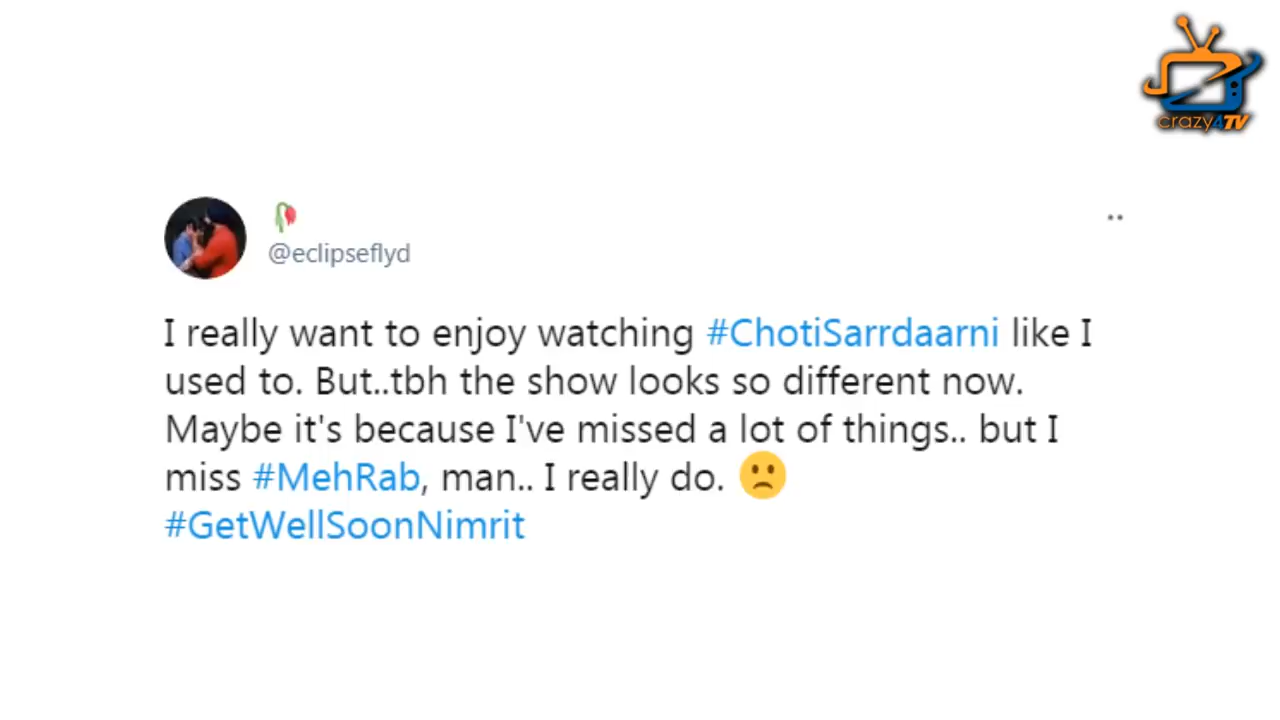 crazy4TV
🥀
@eclipseflyd
I really want to enjoy watching #ChotiSarrdaarni like I
used to. But..tbh the show looks so different now.
Maybe it's because I've missed a lot of things.. but I
miss #MehRab, man.. I really do. 🙁
#GetWellSoonNimrit